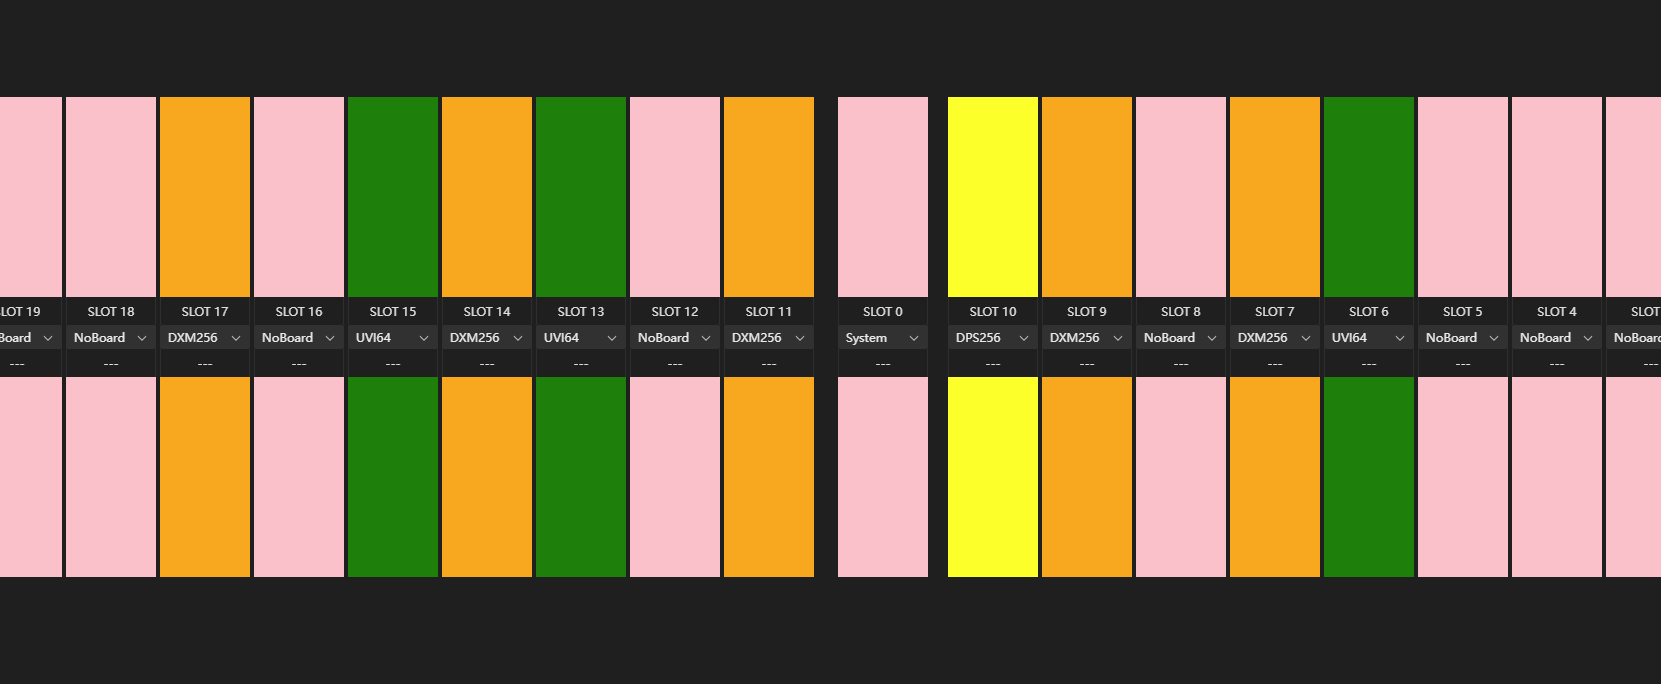 LOT 19 SLOT 18 SLOT 17 SLOT 16 SLOT 15 SLOT 14 SLOT 13 SLOT 12 SLOT 11 SLOT 0 SLOT 10 SLOT 9 SLOT 8 SLOT 7 SLOT 6 SLOT 5 SLOT 4 SLOT
Board NoBoard DXM256 NoBoard UVI64 DXM256 UVI64 NoBoard DXM256 System DPS256 DXM256 NoBoard DXM256 UVI64 NoBoard NoBoard NoBoard
--- --- --- --- --- --- --- --- --- --- --- --- --- --- --- --- --- ---